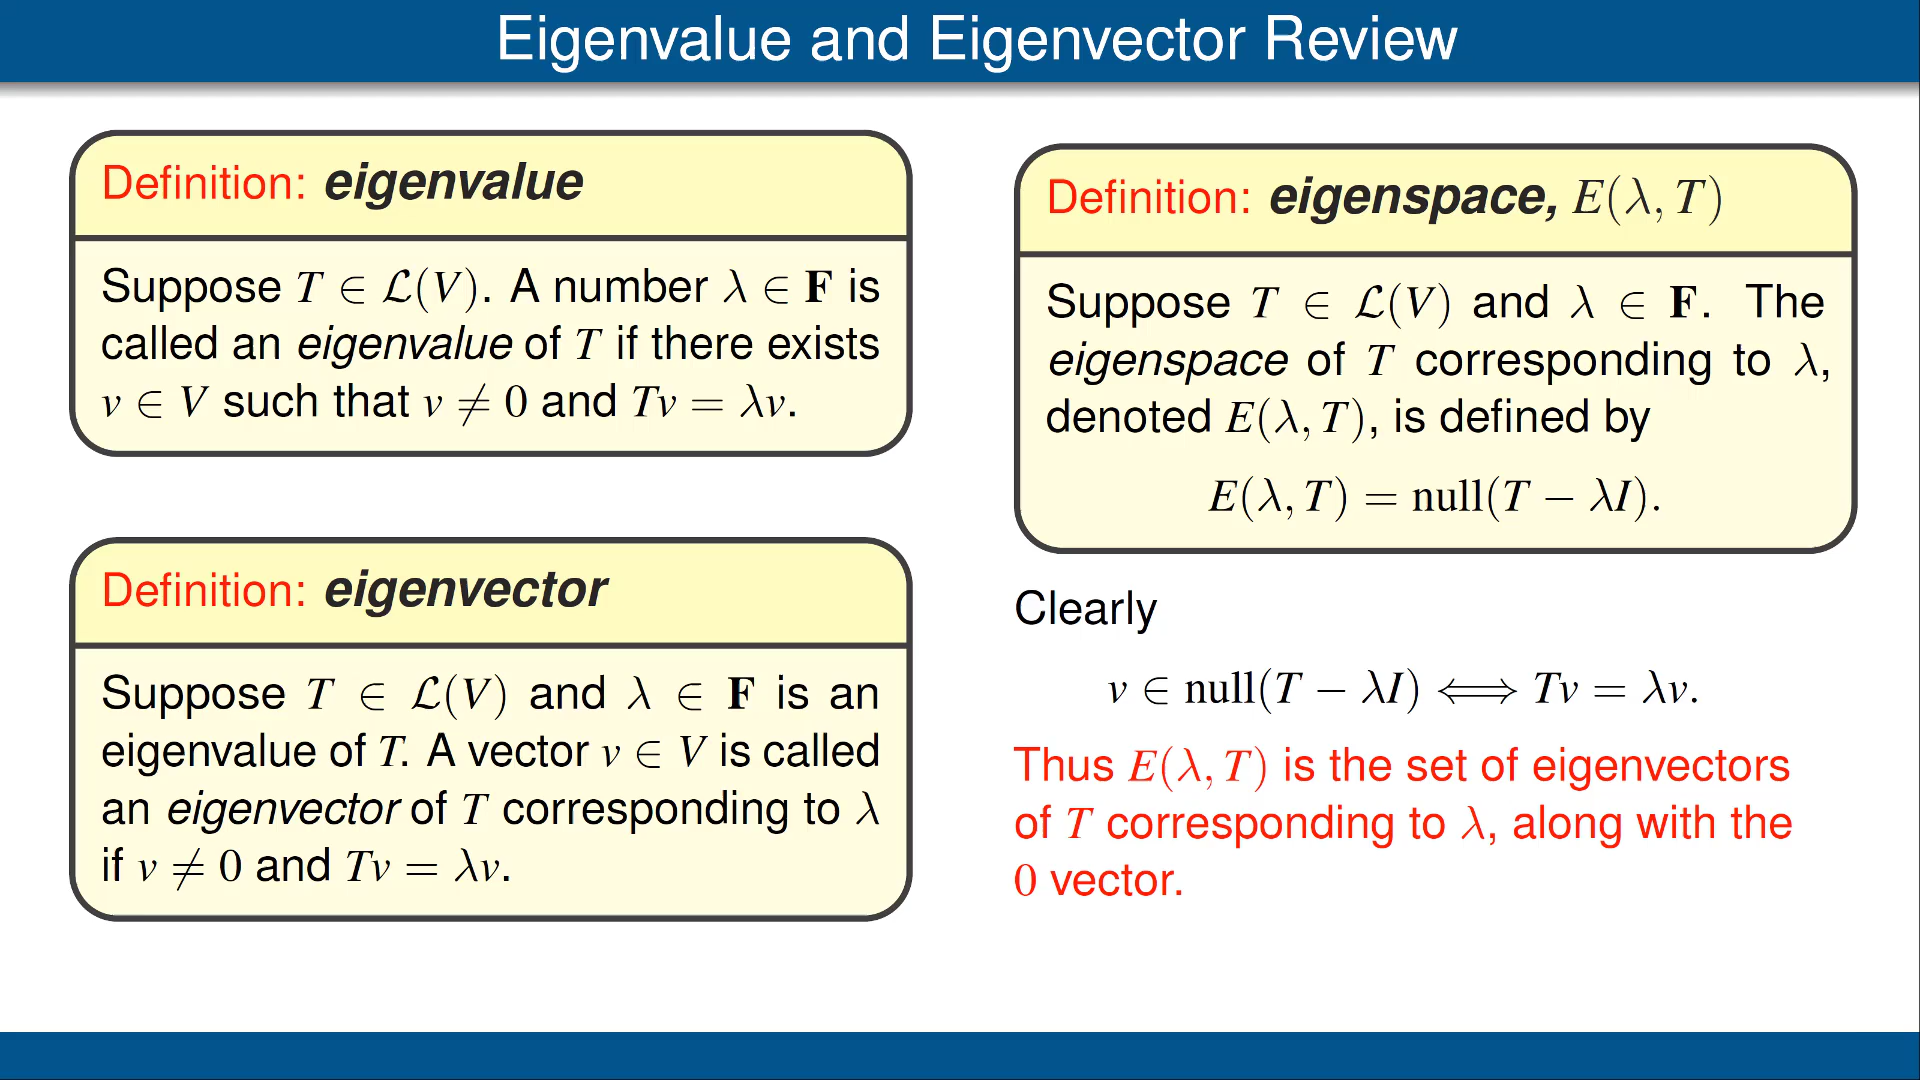 Eigenvalue and Eigenvector Review
Definition: eigenvalue
Suppose T ∈ ℒ(V). A number λ ∈ F is
called an eigenvalue of T if there exists
v ∈ V such that v ≠ 0 and Tv = λv.
Definition: eigenvector
Suppose T ∈ ℒ(V) and λ ∈ F is an
eigenvalue of T. A vector v ∈ V is called
an eigenvector of T corresponding to λ
if v ≠ 0 and Tv = λv.
Definition: eigenspace, E(λ, T)
Suppose T ∈ ℒ(V) and λ ∈ F. The
eigenspace of T corresponding to λ,
denoted E(λ, T), is defined by
E(λ, T) = null(T − λI).
Clearly
v ∈ null(T − λI) ⟺ Tv = λv.
Thus E(λ, T) is the set of eigenvectors
of T corresponding to λ, along with the
0 vector.